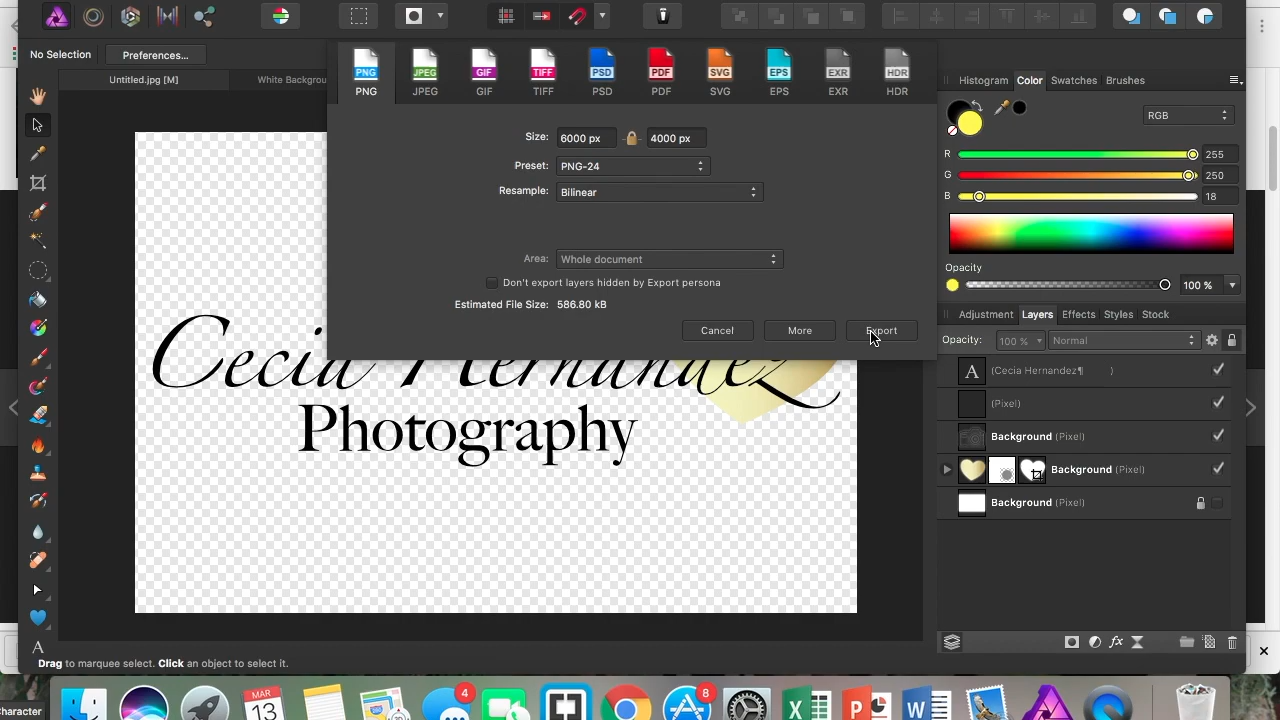 No Selection
Preferences...
Untitled.jpg [M]
White Backgrou
PNG
PNG
JPEG
JPEG
GIF
GIF
TIFF
TIFF
PSD
PSD
PDF
PDF
SVG
SVG
EPS
EPS
EXR
EXR
HDR
HDR
Size:
6000 px
4000 px
Preset:
PNG-24
Resample:
Bilinear
Area:
Whole document
Don't export layers hidden by Export persona
Estimated File Size: 586.80 kB
Cancel
More
Export
Cecia Hernandez
Photography
Histogram
Color
Swatches
Brushes
RGB
R
255
G
250
B
18
Opacity
100 %
Adjustment
Layers
Effects
Styles
Stock
Opacity:
100 %
Normal
A
(Cecia Hernandez¶ )
(Pixel)
Background (Pixel)
Background (Pixel)
Background (Pixel)
fx
A
Drag to marquee select. Click an object to select it.
Character
MAR
13
4
8
X
P
W